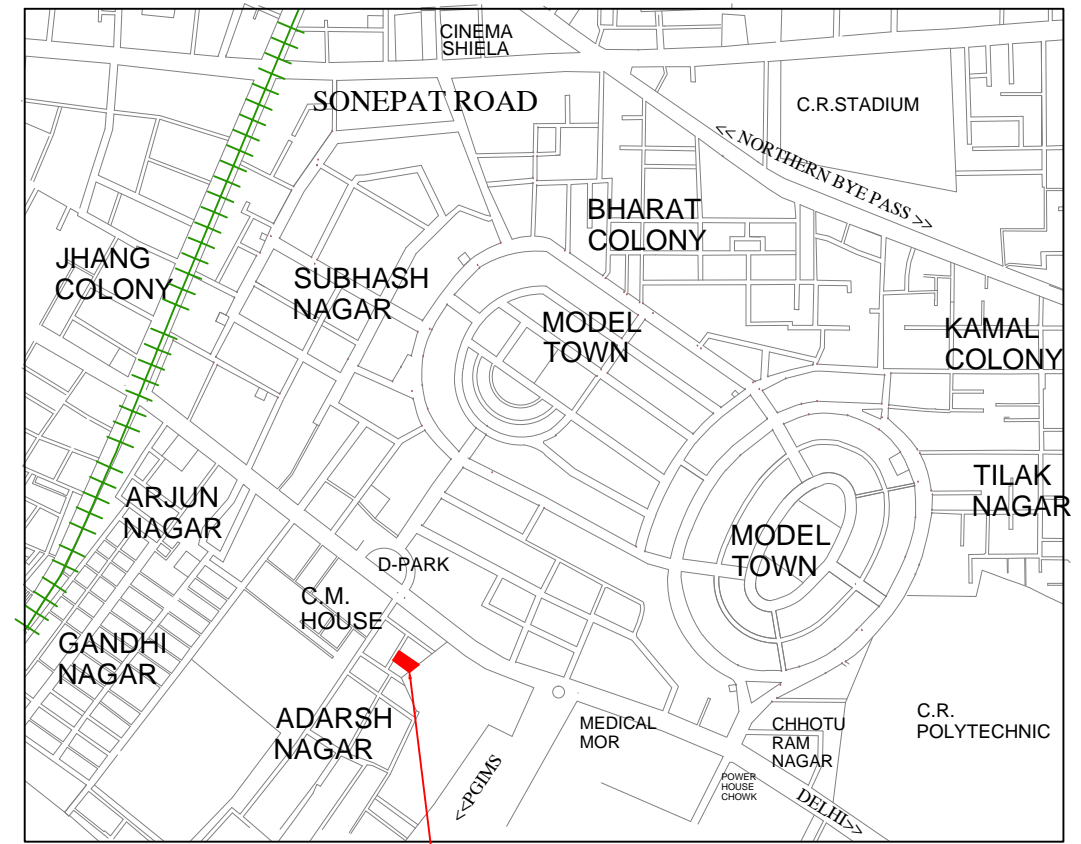 CINEMA
SHIELA
SONEPAT ROAD
C.R.STADIUM
<< NORTHERN BYE PASS >>
BHARAT
COLONY
JHANG
COLONY
SUBHASH
NAGAR
MODEL
TOWN
KAMAL
COLONY
ARJUN
NAGAR
TILAK
NAGAR
MODEL
TOWN
D-PARK
C.M.
HOUSE
GANDHI
NAGAR
ADARSH
NAGAR
MEDICAL
MOR
CHHOTU
RAM
NAGAR
C.R.
POLYTECHNIC
<<PGIMS
POWER
HOUSE
CHOWK
DELHI>>